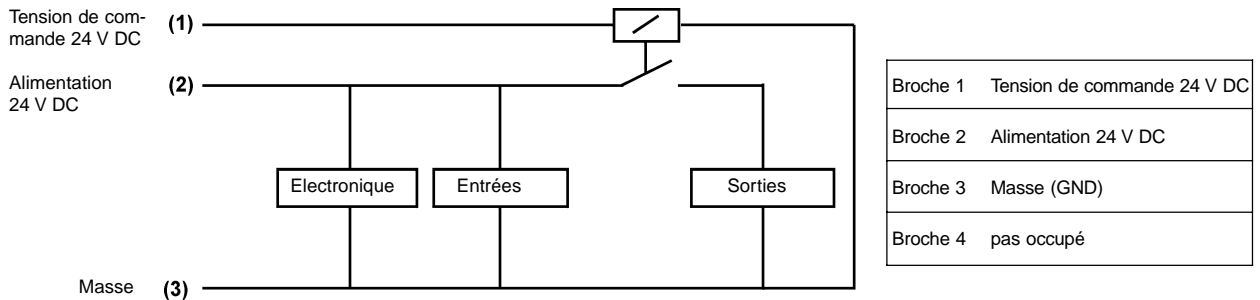 Tension de com-
mande 24 V DC
(1)
Alimentation
24 V DC
(2)
Electronique
Entrées
Sorties
Masse
(3)
Broche 1 Tension de commande 24 V DC
Broche 2 Alimentation 24 V DC
Broche 3 Masse (GND)
Broche 4 pas occupé